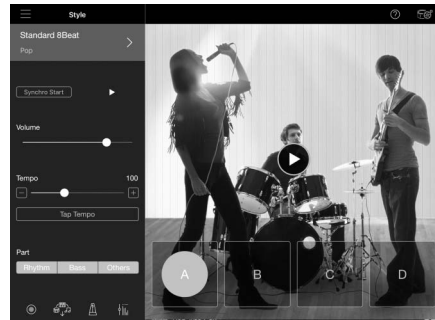 Style
Standard 8Beat
Pop
Synchro Start
Volume
Tempo 100
Tap Tempo
Part
Rhythm Bass Others
A B C D